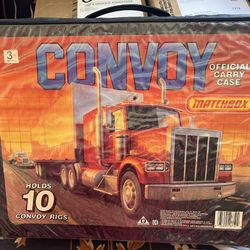 3
CONVOY
OFFICIAL
CARRY
CASE
MATCHBOX
HOLDS
10
CONVOY RIGS